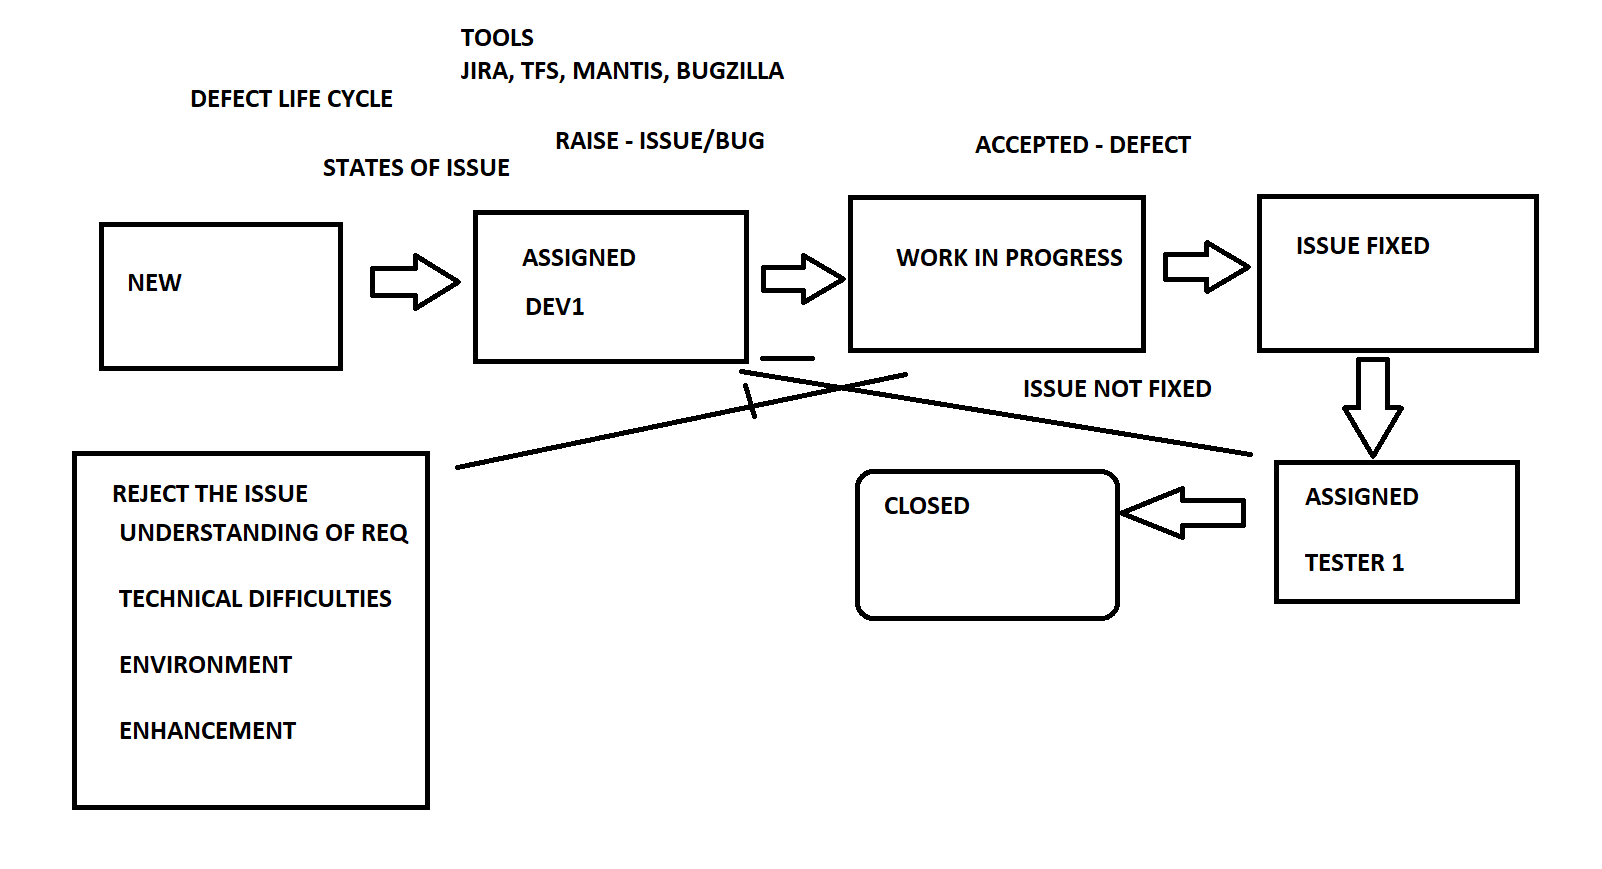 TOOLS
JIRA, TFS, MANTIS, BUGZILLA
DEFECT LIFE CYCLE
RAISE - ISSUE/BUG
ACCEPTED - DEFECT
STATES OF ISSUE
NEW
ASSIGNED
DEV1
WORK IN PROGRESS
ISSUE FIXED
ISSUE NOT FIXED
REJECT THE ISSUE
UNDERSTANDING OF REQ
TECHNICAL DIFFICULTIES
ENVIRONMENT
ENHANCEMENT
CLOSED
ASSIGNED
TESTER 1